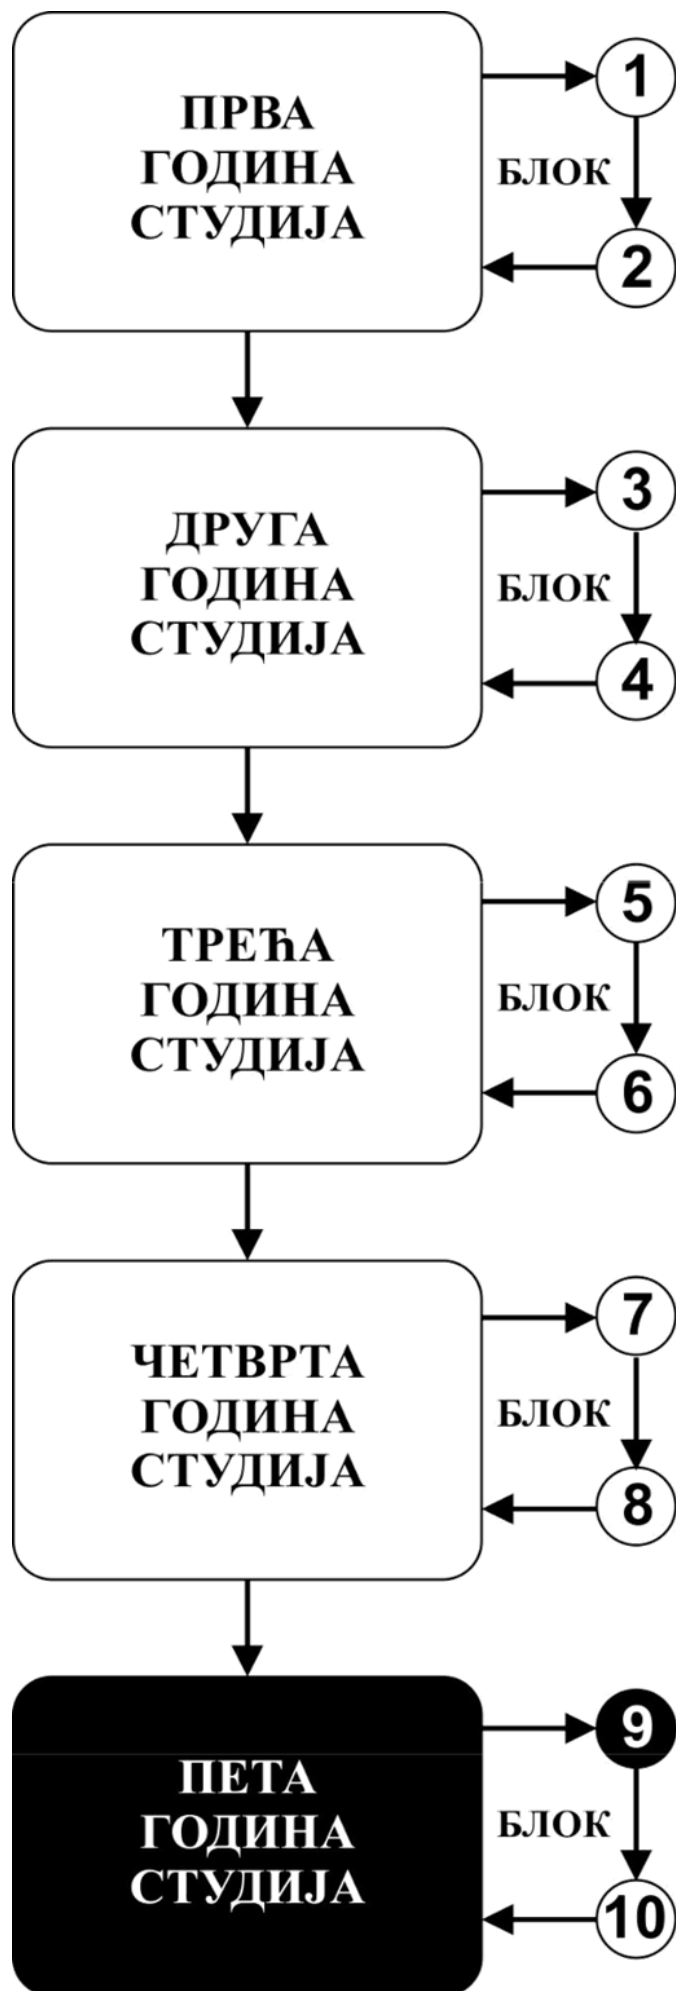 ПРВА
ГОДИНА
СТУДИЈА
1
БЛОК
2
ДРУГА
ГОДИНА
СТУДИЈА
3
БЛОК
4
ТРЕЋА
ГОДИНА
СТУДИЈА
5
БЛОК
6
ЧЕТВРТА
ГОДИНА
СТУДИЈА
7
БЛОК
8
ПЕТА
ГОДИНА
СТУДИЈА
9
БЛОК
10